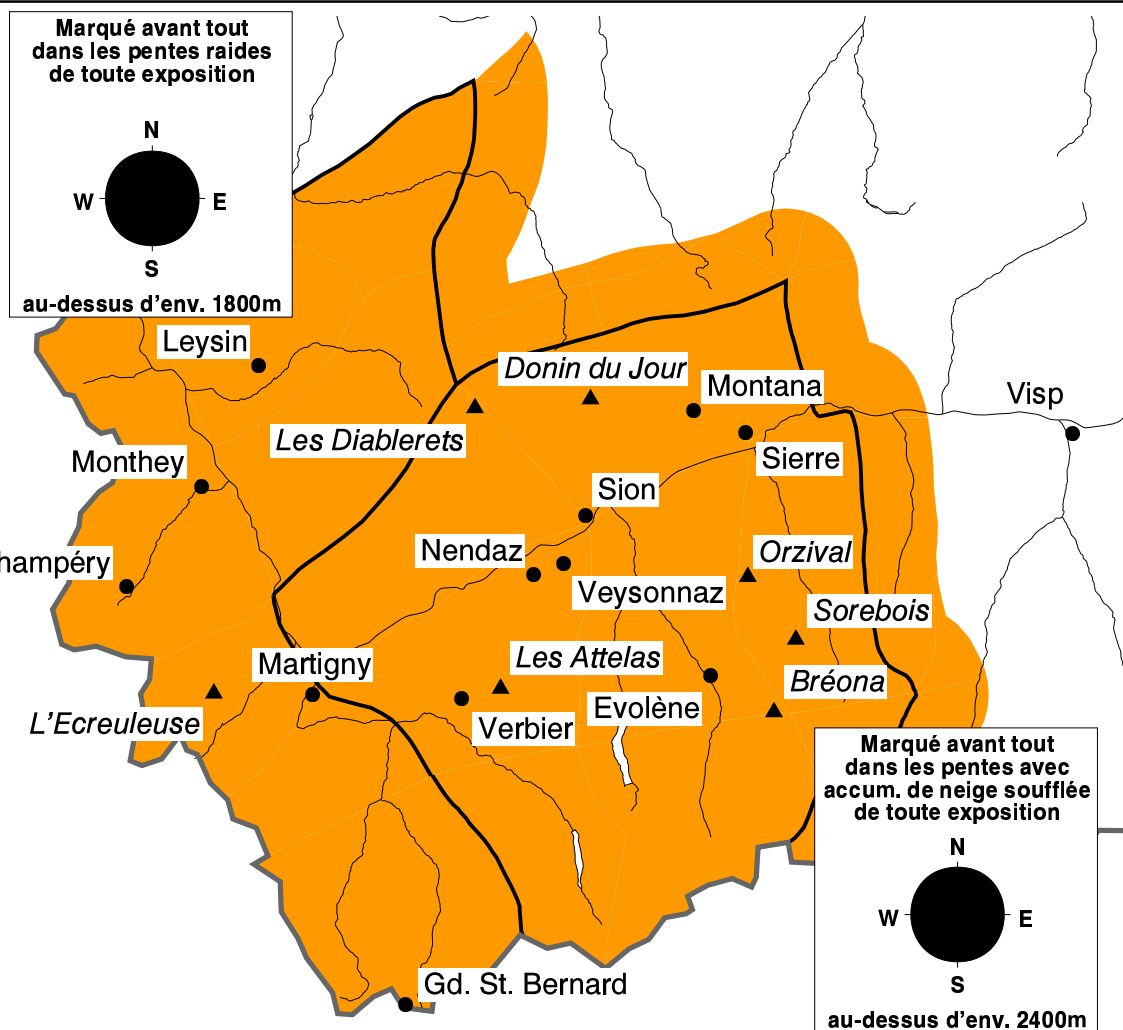 Marqué avant tout
dans les pentes raides
de toute exposition
N
W
E
S
au-dessus d'env. 1800m
Leysin
Donin du Jour
Montana
Visp
Les Diablerets
Monthey
Sierre
Sion
Nendaz
Orzival
hampéry
Veysonnaz
Sorebois
Martigny
Les Attelas
Bréona
L'Ecreuleuse
Verbier
Evolène
Marqué avant tout
dans les pentes avec
accum. de neige soufflée
de toute exposition
N
W
E
S
Gd. St. Bernard
au-dessus d'env. 2400m